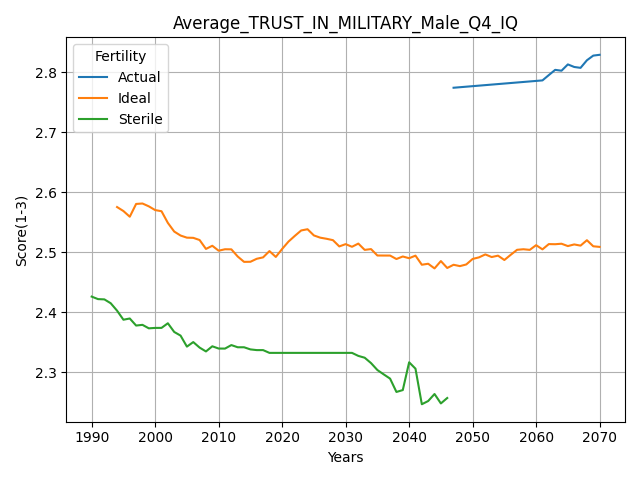 Average_TRUST_IN_MILITARY_Male_Q4_IQ
Fertility
Actual
Ideal
Sterile
Score(1-3)
2.8
2.7
2.6
2.5
2.4
2.3
1990 2000 2010 2020 2030 2040 2050 2060 2070
Years